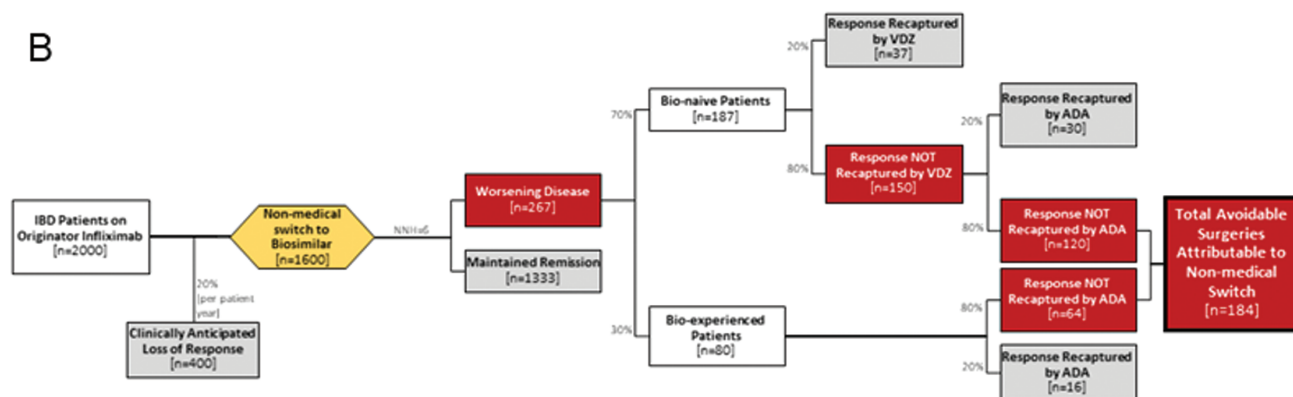 B
IBD Patients on
Originator Infliximab
[n=2000]
20%
[per patient
year]
Clinically Anticipated
Loss of Response
[n=400]
Non-medical
switch to
Biosimilar
[n=1600]
NNH=6
Worsening Disease
[n=267]
Maintained Remission
[n=1333]
70%
30%
Bio-naive Patients
[n=187]
Bio-experienced
Patients
[n=80]
20%
80%
Response Recaptured
by VDZ
[n=37]
Response NOT
Recaptured by VDZ
[n=150]
20%
80%
Response Recaptured
by ADA
[n=30]
Response NOT
Recaptured by ADA
[n=120]
80%
20%
Response NOT
Recaptured by ADA
[n=64]
Response Recaptured
by ADA
[n=16]
Total Avoidable
Surgeries
Attributable to
Non-medical
Switch
[n=184]